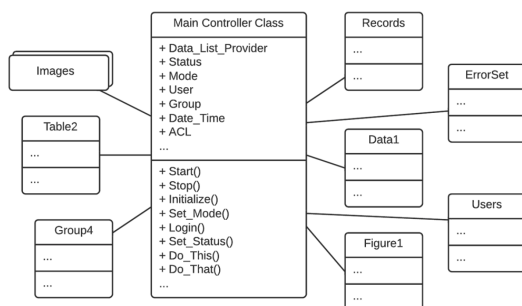 Main Controller Class
+ Data_List_Provider
+ Status
+ Mode
+ User
+ Group
+ Date_Time
+ ACL
...
+ Start()
+ Stop()
+ Initialize()
+ Set_Mode()
+ Login()
+ Set_Status()
+ Do_This()
+ Do_That()
Images
Table2
...
...
Group4
...
...
Records
...
...
ErrorSet
...
...
Data1
...
...
Users
...
...
Figure1
...
...